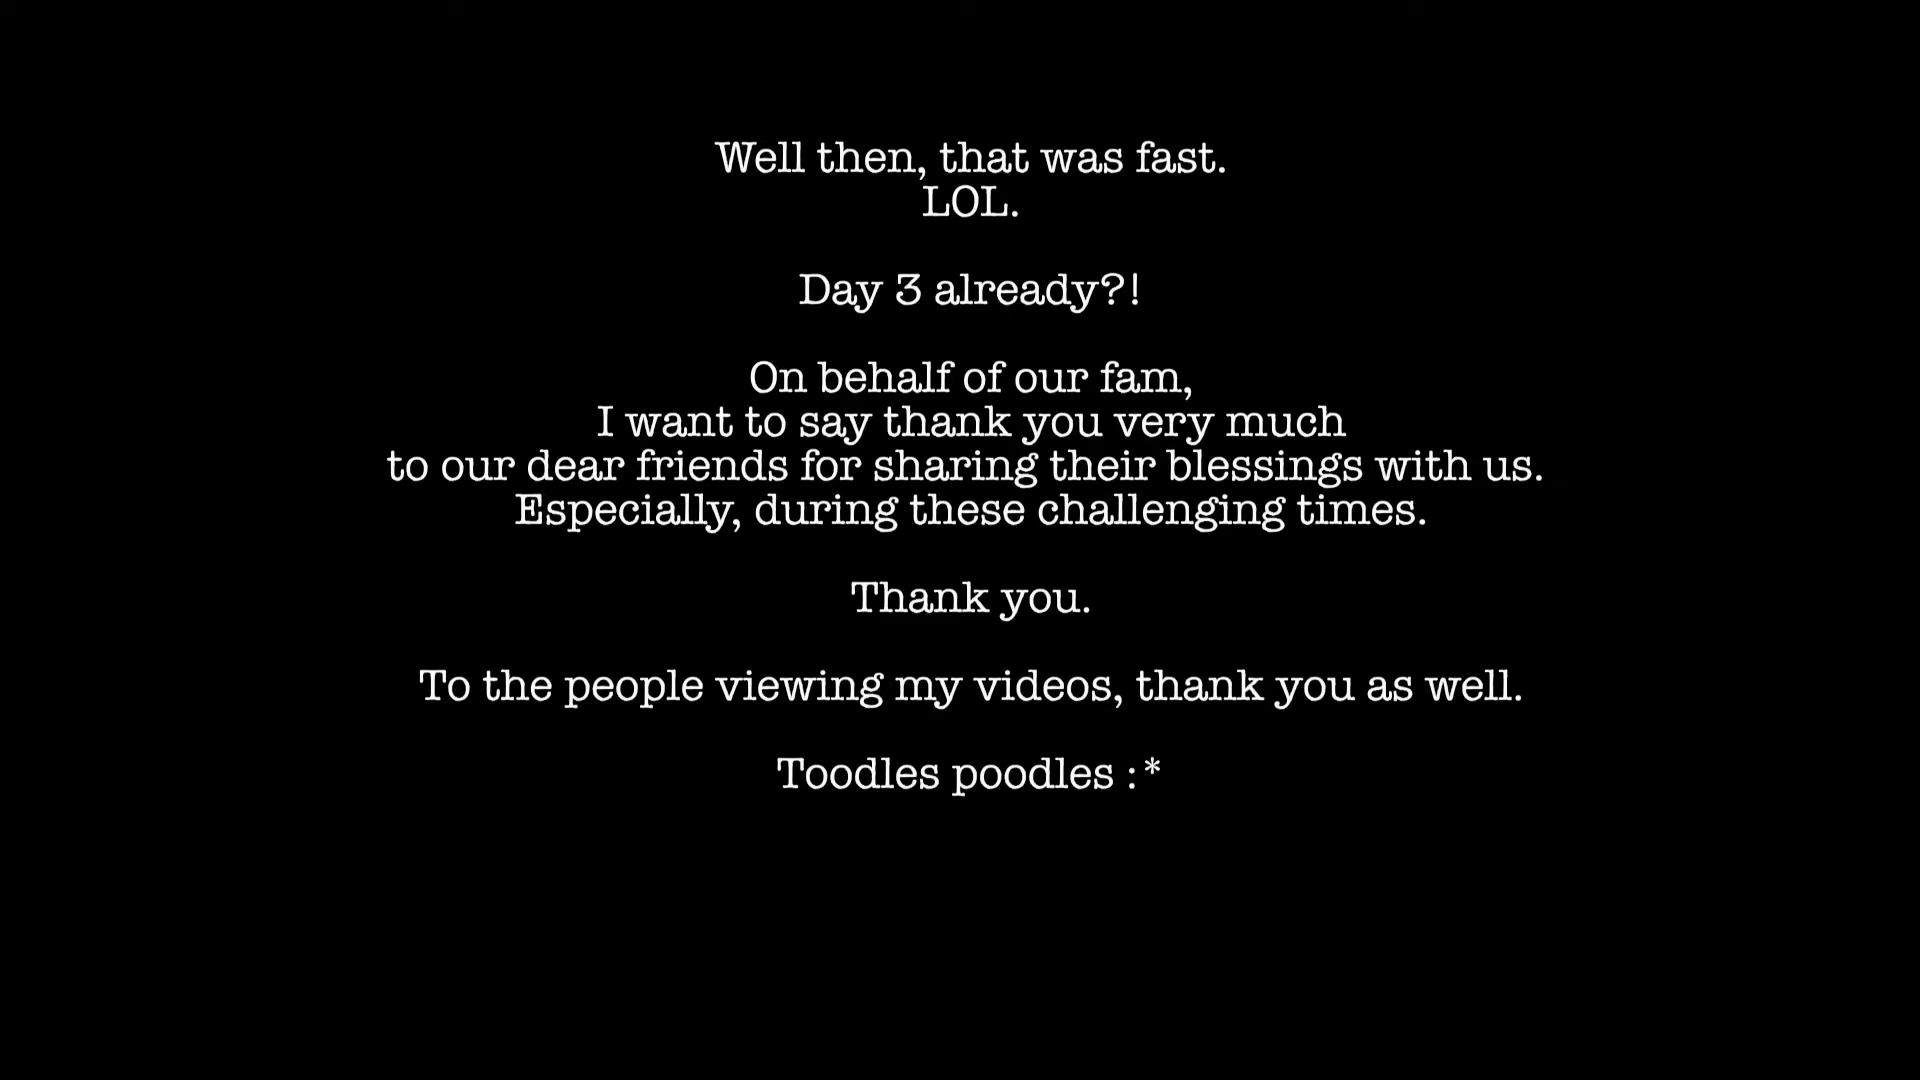 Well then, that was fast.
LOL.
Day 3 already?!
On behalf of our fam,
I want to say thank you very much
to our dear friends for sharing their blessings with us.
Especially, during these challenging times.
Thank you.
To the people viewing my videos, thank you as well.
Toodles poodles :*